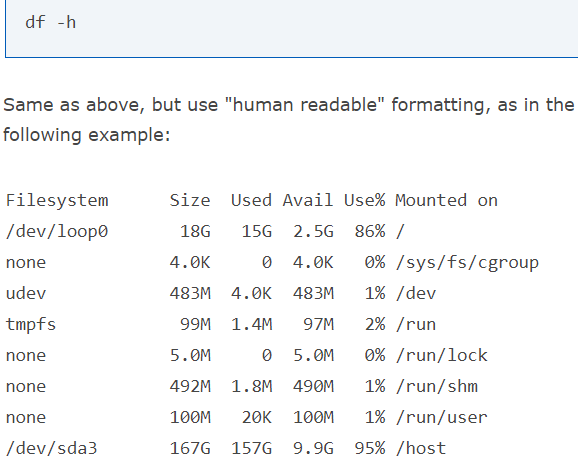 df -h
Same as above, but use "human readable" formatting, as in the
following example:
Filesystem      Size  Used Avail Use% Mounted on
/dev/loop0       18G   15G  2.5G  86% /
none            4.0K     0  4.0K   0% /sys/fs/cgroup
udev            483M  4.0K  483M   1% /dev
tmpfs            99M  1.4M   97M   2% /run
none            5.0M     0  5.0M   0% /run/lock
none            492M  1.8M  490M   1% /run/shm
none            100M   20K  100M   1% /run/user
/dev/sda3       167G  157G  9.9G  95% /host